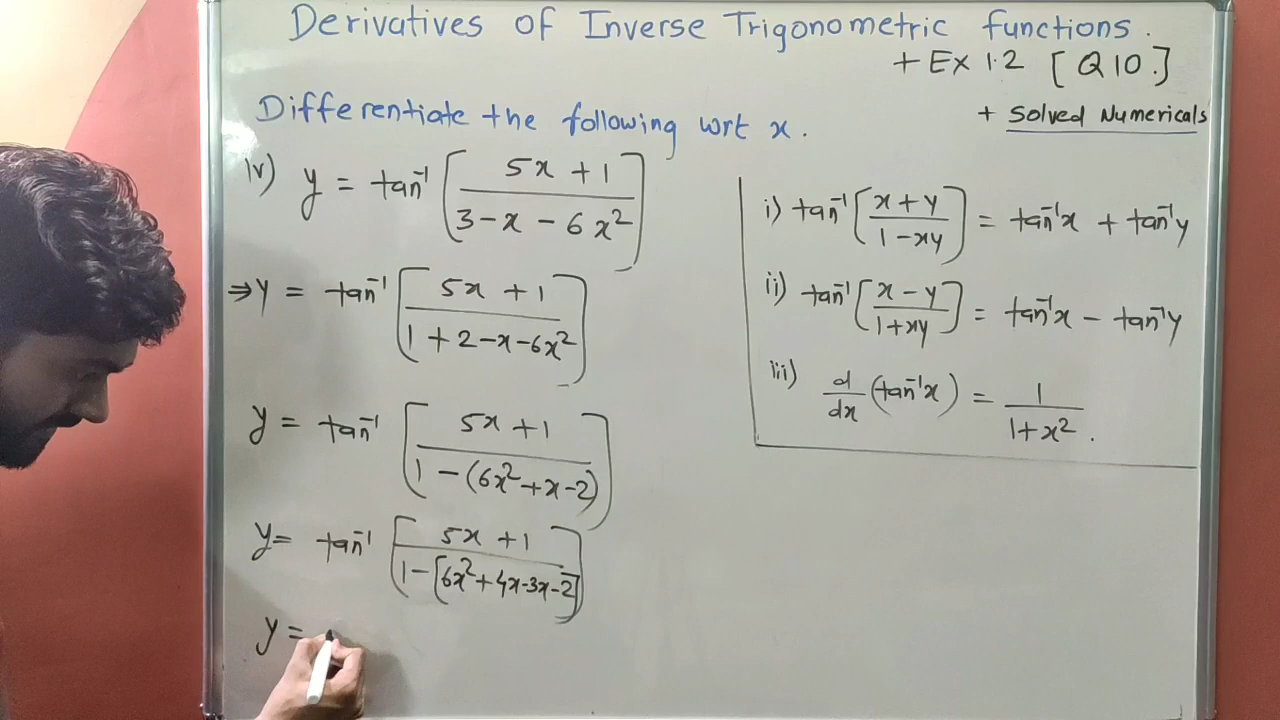 Derivatives of Inverse Trigonometric functions.
+ Ex 1.2 [Q10.]
+ Solved Numericals
Differentiate the following wrt x.
iv) y = tan⁻¹ [ (5x + 1) / (3 - x - 6x²) ]
⇒ y = tan⁻¹ [ (5x + 1) / (1 + 2 - x - 6x²) ]
y = tan⁻¹ [ (5x + 1) / (1 - (6x² + x - 2)) ]
y = tan⁻¹ [ (5x + 1) / (1 - [6x² + 4x - 3x - 2]) ]
y =
i) tan⁻¹ [ (x + y) / (1 - xy) ] = tan⁻¹x + tan⁻¹y
ii) tan⁻¹ [ (x - y) / (1 + xy) ] = tan⁻¹x - tan⁻¹y
iii) d/dx (tan⁻¹x) = 1 / (1 + x²).